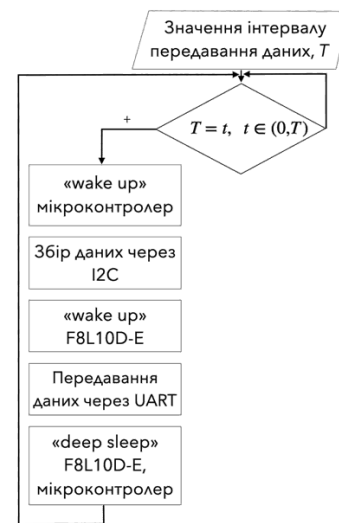 Значення інтервалу
передавання даних, T
T = t, t ∈ (0,T)
+
«wake up»
мікроконтролер
Збір даних через
I2C
«wake up»
F8L10D-E
Передавання
даних через UART
«deep sleep»
F8L10D-E,
мікроконтролер